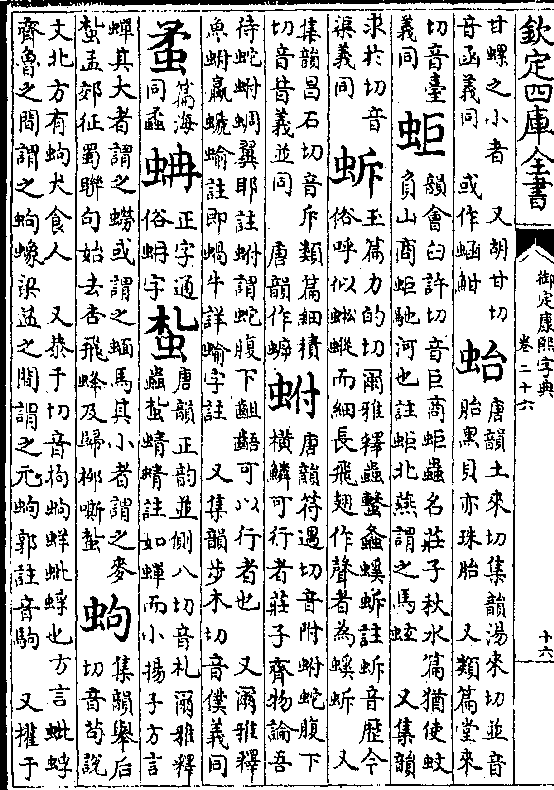 欽定四庫全書
御定康熙字典
卷二十六
十六
甘螺之小者 又胡甘切
音函義同 或作蜬魽
唐韻土來切集韻湯來切並音
胎黑貝亦珠胎 又類篇堂來
切音臺
義同
蚷
韻會臼許切音巨商蚷蟲名莊子秋水篇猶使蚊
負山商蚷馳河也註蚷北燕謂之馬蚿 又集韻
求於切音
渠義同
蚸
玉篇力的切爾雅釋蟲蟿螽螇蚸註蚸音歷今
俗呼似蜙䗥而細長飛翅作聲者為螇蚸 又
集韻昌石切音斥類篇細
切音昔義並同 唐韻作
蚹
唐韻符遇切音附蚹蛇腹下
橫鱗可行者莊子齊物論吾
待蛇蚹蜩翼耶註蚹謂蛇腹下齟齬可以行者也 又爾雅釋
魚蚹蠃螔蝓註即蝸牛詳蝓字註 又集韻步木切音僕義同
篇海
同
蚺
正字通
俗蚦字
蚻
唐韻正韻並側八切音札爾雅釋
蟲蚻蜻蜻註如蟬而小揚子方言
蟬其大者謂之蟧或謂之蝒馬其小者謂之麥
蚻孟郊征蜀聯句始去杏飛蜂及歸柳嘶蚻
蚼
集韻舉后
切音苟說
文北方有蚼犬食人 又恭于切音拘蚼蛘蚍蜉也方言蚍蜉
齊魯之間謂之蚼蟓梁益之間謂之元蚼郭註音駒 又權于